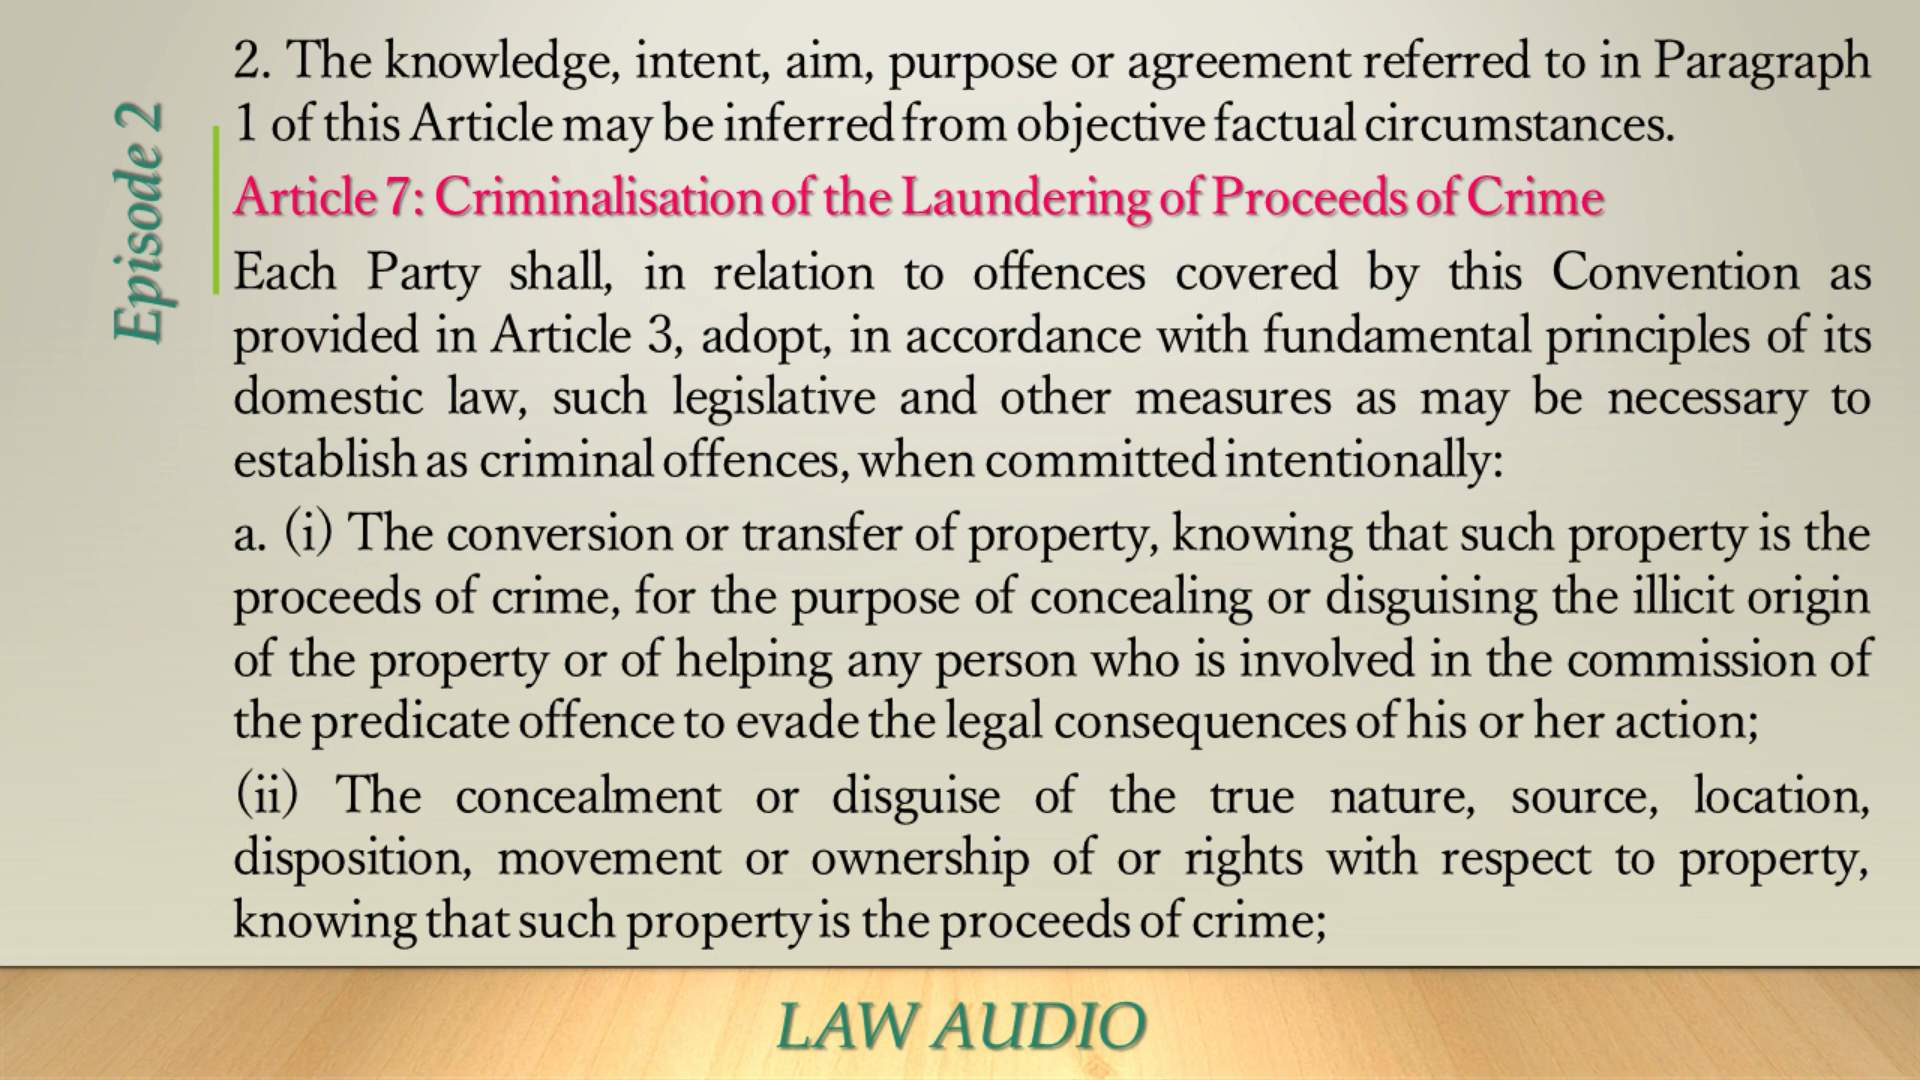 Episode 2
2. The knowledge, intent, aim, purpose or agreement referred to in Paragraph
1 of this Article may be inferred from objective factual circumstances.
Article 7: Criminalisation of the Laundering of Proceeds of Crime
Each Party shall, in relation to offences covered by this Convention as
provided in Article 3, adopt, in accordance with fundamental principles of its
domestic law, such legislative and other measures as may be necessary to
establish as criminal offences, when committed intentionally:
a. (i) The conversion or transfer of property, knowing that such property is the
proceeds of crime, for the purpose of concealing or disguising the illicit origin
of the property or of helping any person who is involved in the commission of
the predicate offence to evade the legal consequences of his or her action;
(ii) The concealment or disguise of the true nature, source, location,
disposition, movement or ownership of or rights with respect to property,
knowing that such property is the proceeds of crime;
LAW AUDIO